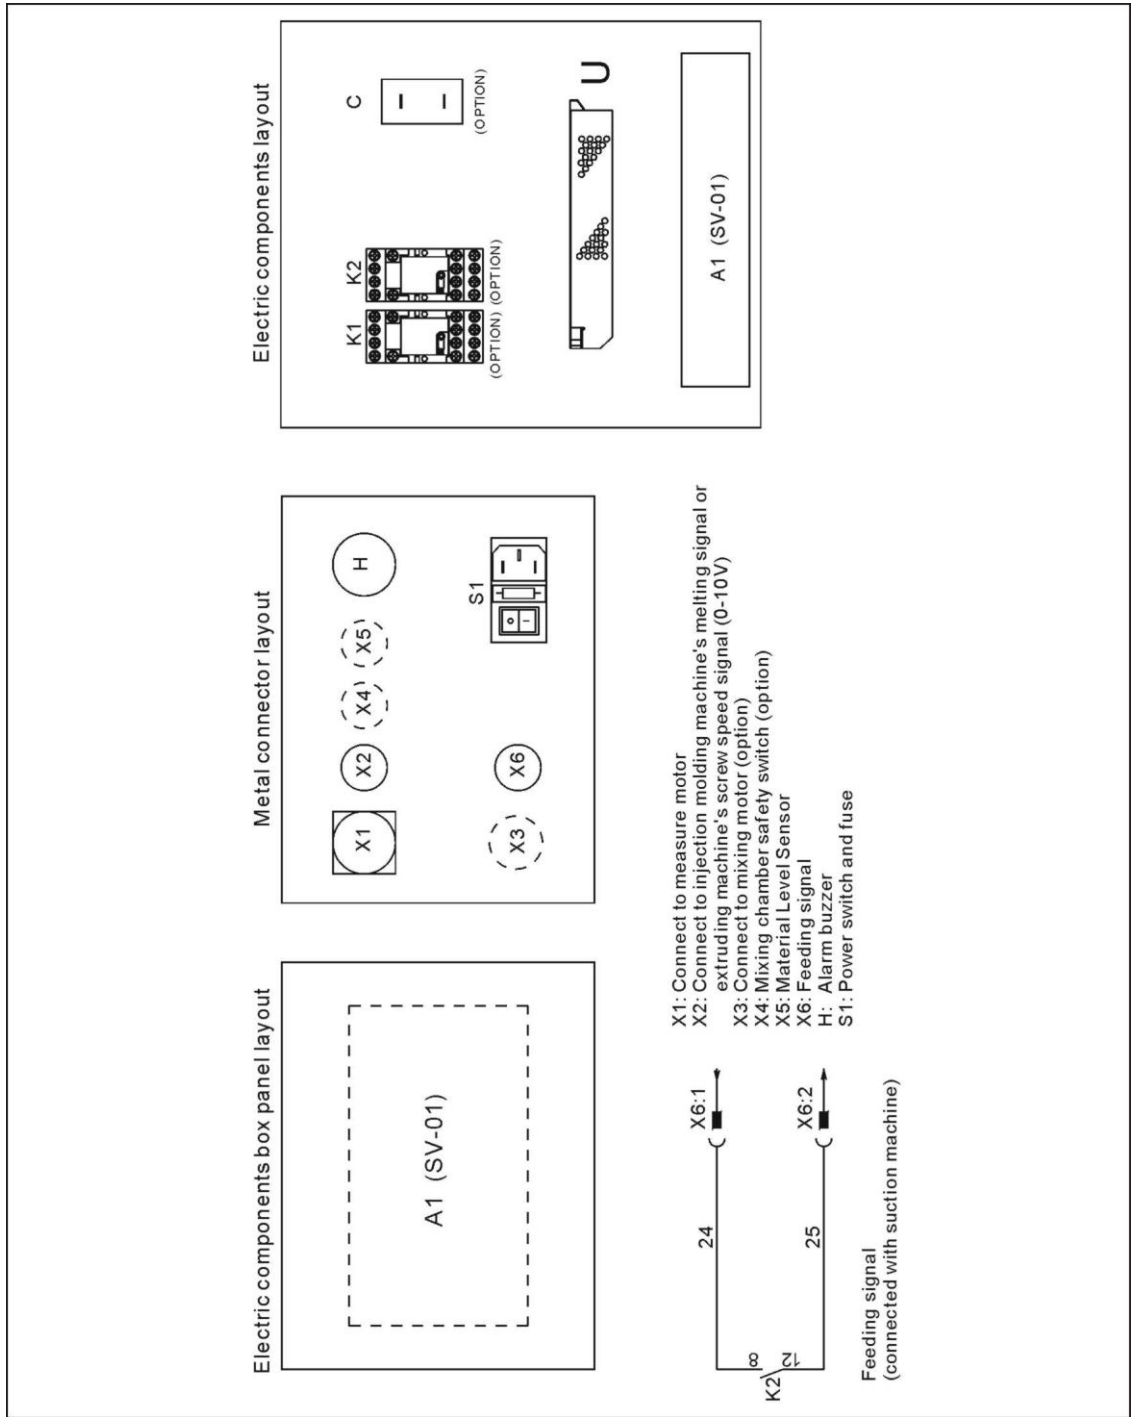 Electric components box panel layout
A1 (SV-01)
Metal connector layout
X1
X2
X4
X5
H
X3
X6
S1
Electric components layout
K1
K2
C
(OPTION)
(OPTION)
(OPTION)
U
A1 (SV-01)
24
X6:1
K2
8
12
25
X6:2
Feeding signal
(connected with suction machine)
X1: Connect to measure motor
X2: Connect to injection molding machine's melting signal or
extruding machine's screw speed signal (0-10V)
X3: Connect to mixing motor (option)
X4: Mixing chamber safety switch (option)
X5: Material Level Sensor
X6: Feeding signal
H: Alarm buzzer
S1: Power switch and fuse